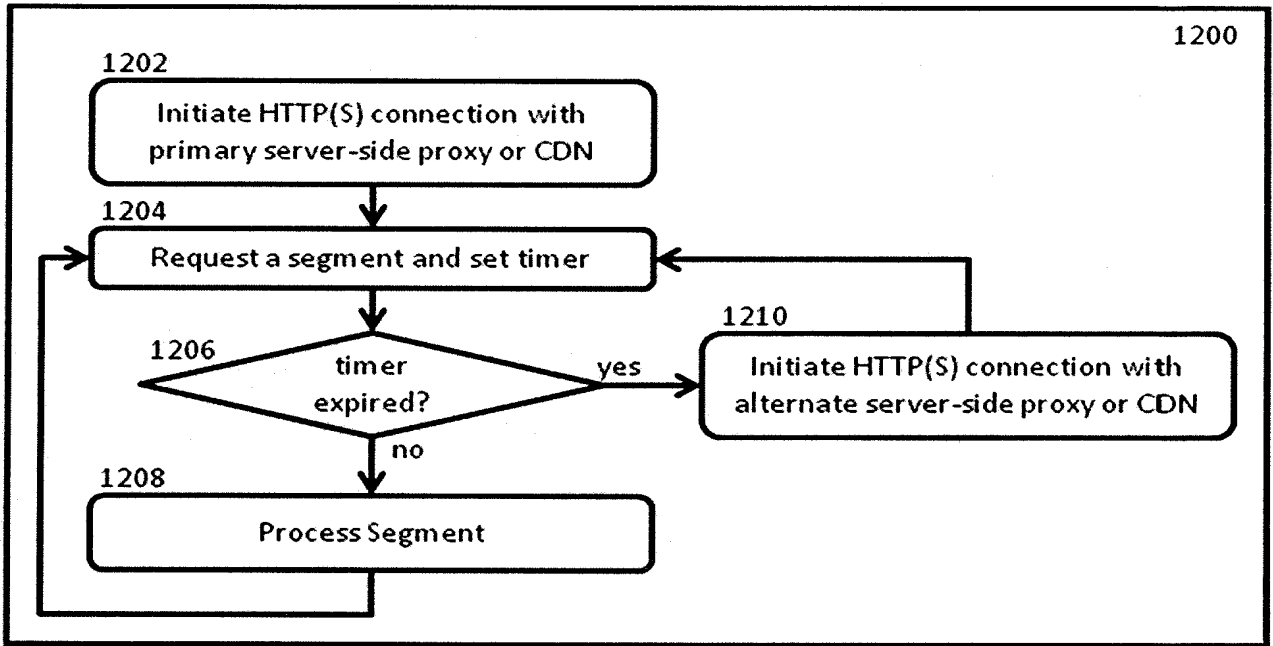 1200
1202
Initiate HTTP(S) connection with
primary server-side proxy or CDN
1204
Request a segment and set timer
1206
timer
expired?
yes
1210
Initiate HTTP(S) connection with
alternate server-side proxy or CDN
no
1208
Process Segment